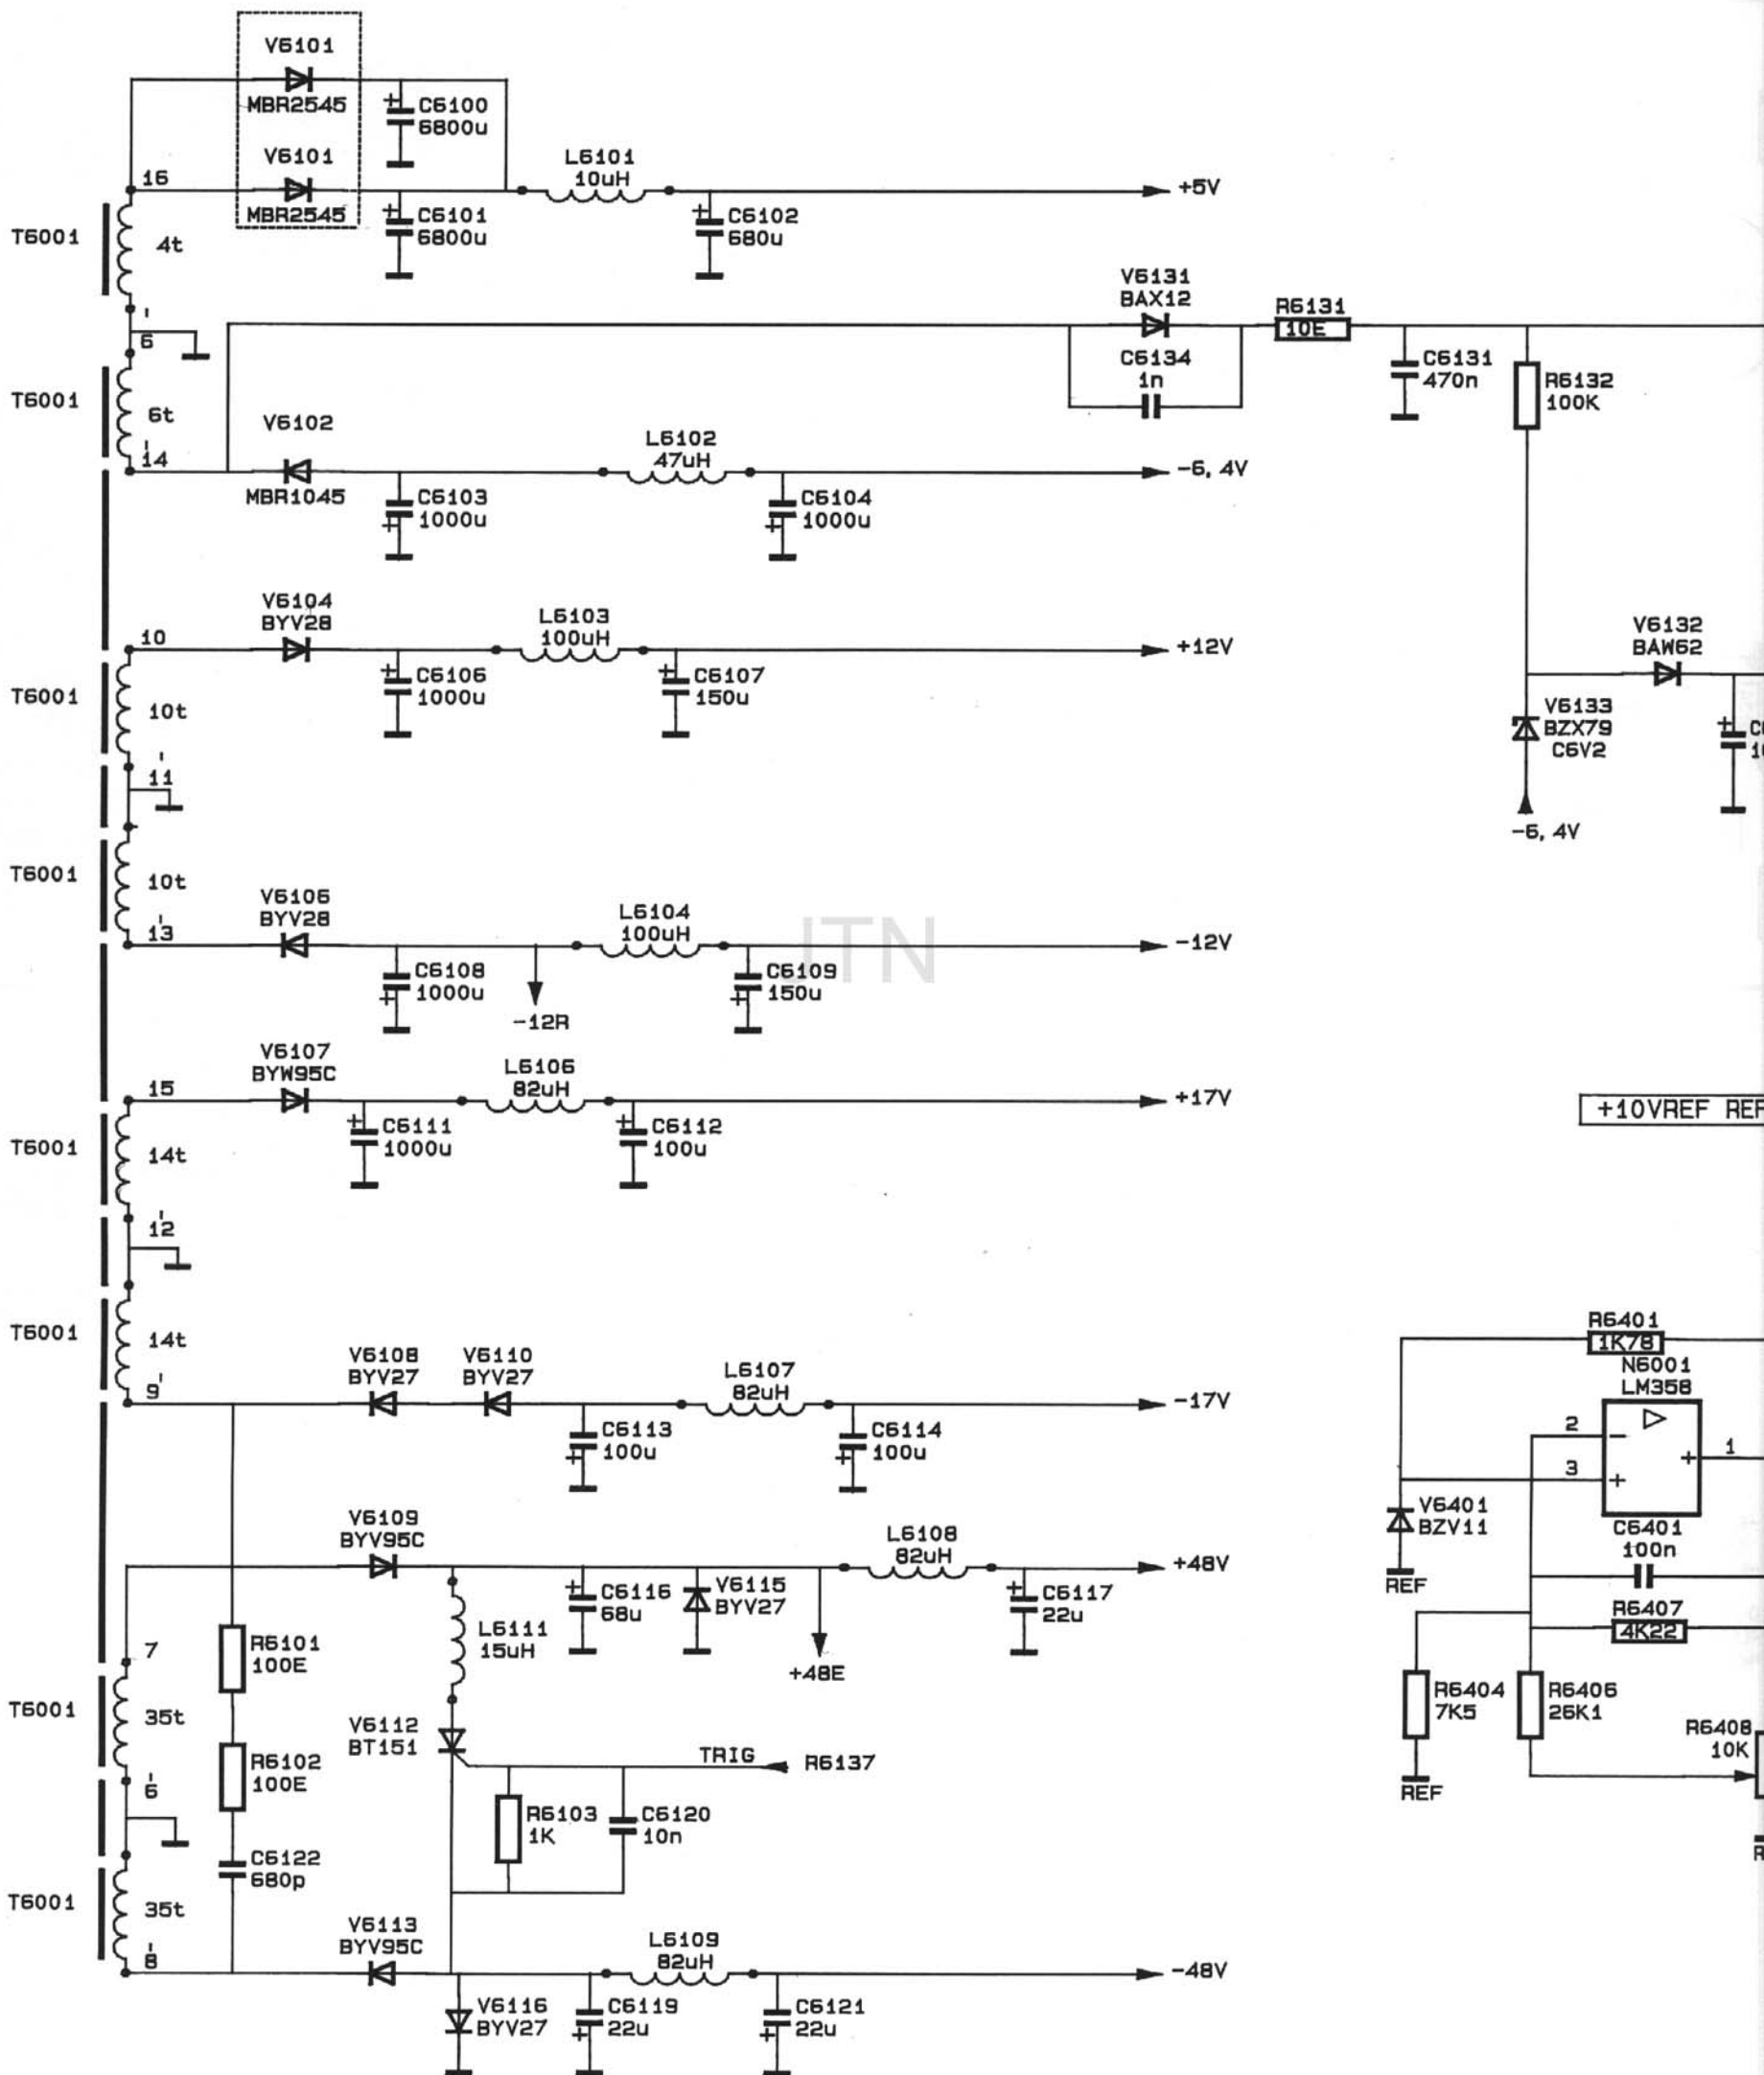 V6101
MBR2545
C6100
6800u
16
V6101
MBR2545
C6101
6800u
L6101
10uH
C6102
680u
+5V
T6001
4t
6
T6001
6t
14
V6102
MBR1045
C6103
1000u
L6102
47uH
C6104
1000u
-6,4V
V6131
BAX12
C6134
1n
R6131
10E
C6131
470n
R6132
100K
V6132
BAW62
V6133
BZX79
C6V2
-6,4V
10
V6104
BYV28
C6106
1000u
L6103
100uH
C6107
150u
+12V
T6001
10t
11
T6001
10t
13
V6106
BYV28
C6108
1000u
-12R
L6104
100uH
C6109
150u
-12V
JTN
15
V6107
BYW95C
C6111
1000u
L6106
82uH
C6112
100u
+17V
+10VREF REF
T6001
14t
12
T6001
14t
9
V6108
BYV27
V6110
BYV27
C6113
100u
L6107
82uH
C6114
100u
-17V
R6401
1K78
N6001
LM358
2
3
1
V6401
BZV11
REF
C6401
100n
R6407
4K22
R6404
7K5
REF
R6406
26K1
R6408
10K
V6109
BYV95C
C6116
68u
V6115
BYV27
+48E
L6108
82uH
C6117
22u
+48V
7
T6001
35t
6
R6101
100E
R6102
100E
C6122
680p
L6111
15uH
V6112
BT151
TRIG
R6137
R6103
1K
C6120
10n
T6001
35t
8
V6113
BYV95C
V6116
BYV27
C6119
22u
L6109
82uH
C6121
22u
-48V